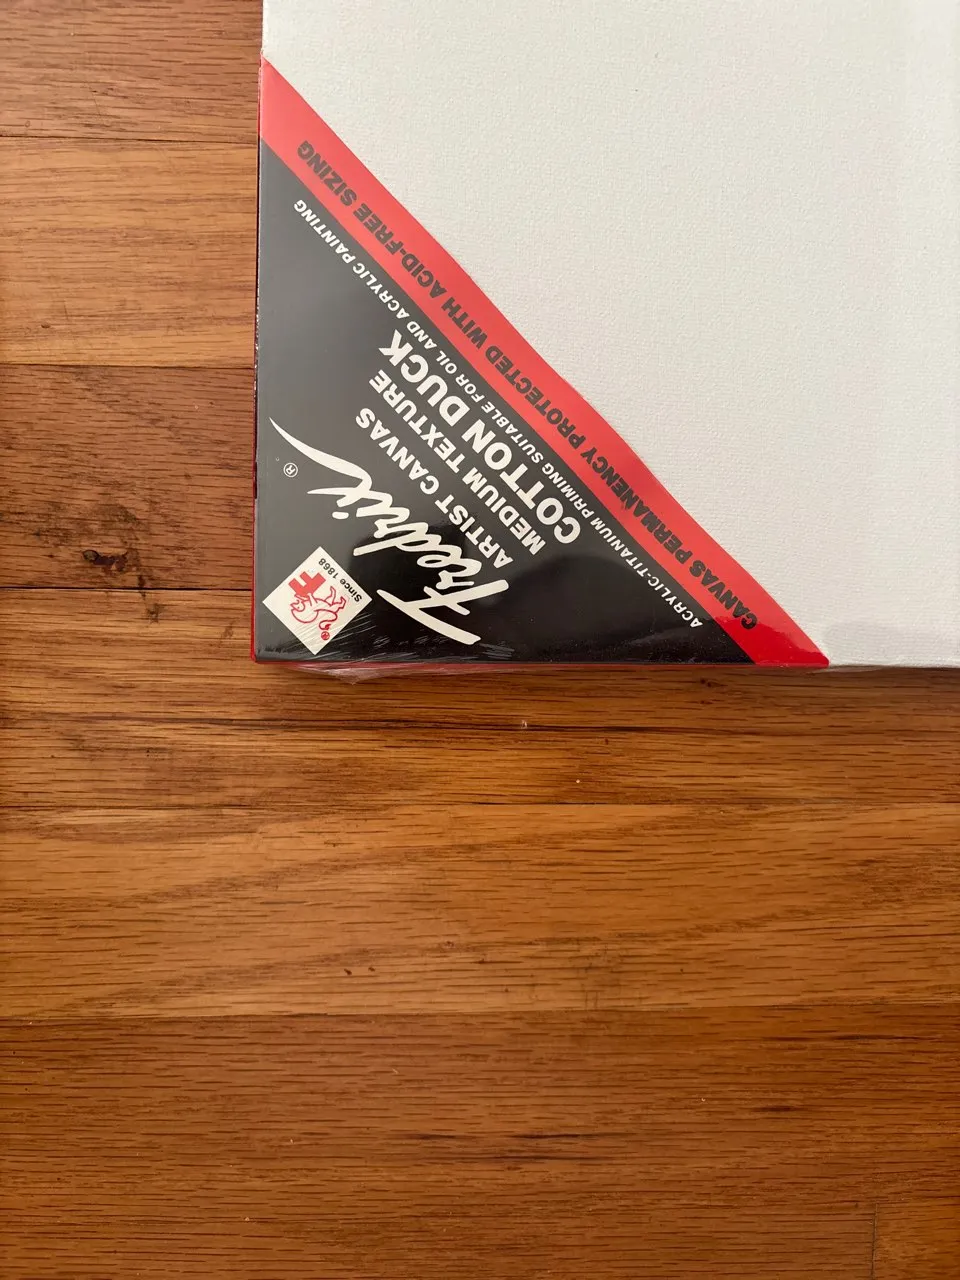 Since 1868
F
Fredrix®
ARTIST CANVAS
MEDIUM TEXTURE
COTTON DUCK
ACRYLIC-TITANIUM PRIMING SUITABLE FOR OIL AND ACRYLIC PAINTING
CANVAS PERMANENCY PROTECTED WITH ACID-FREE SIZING